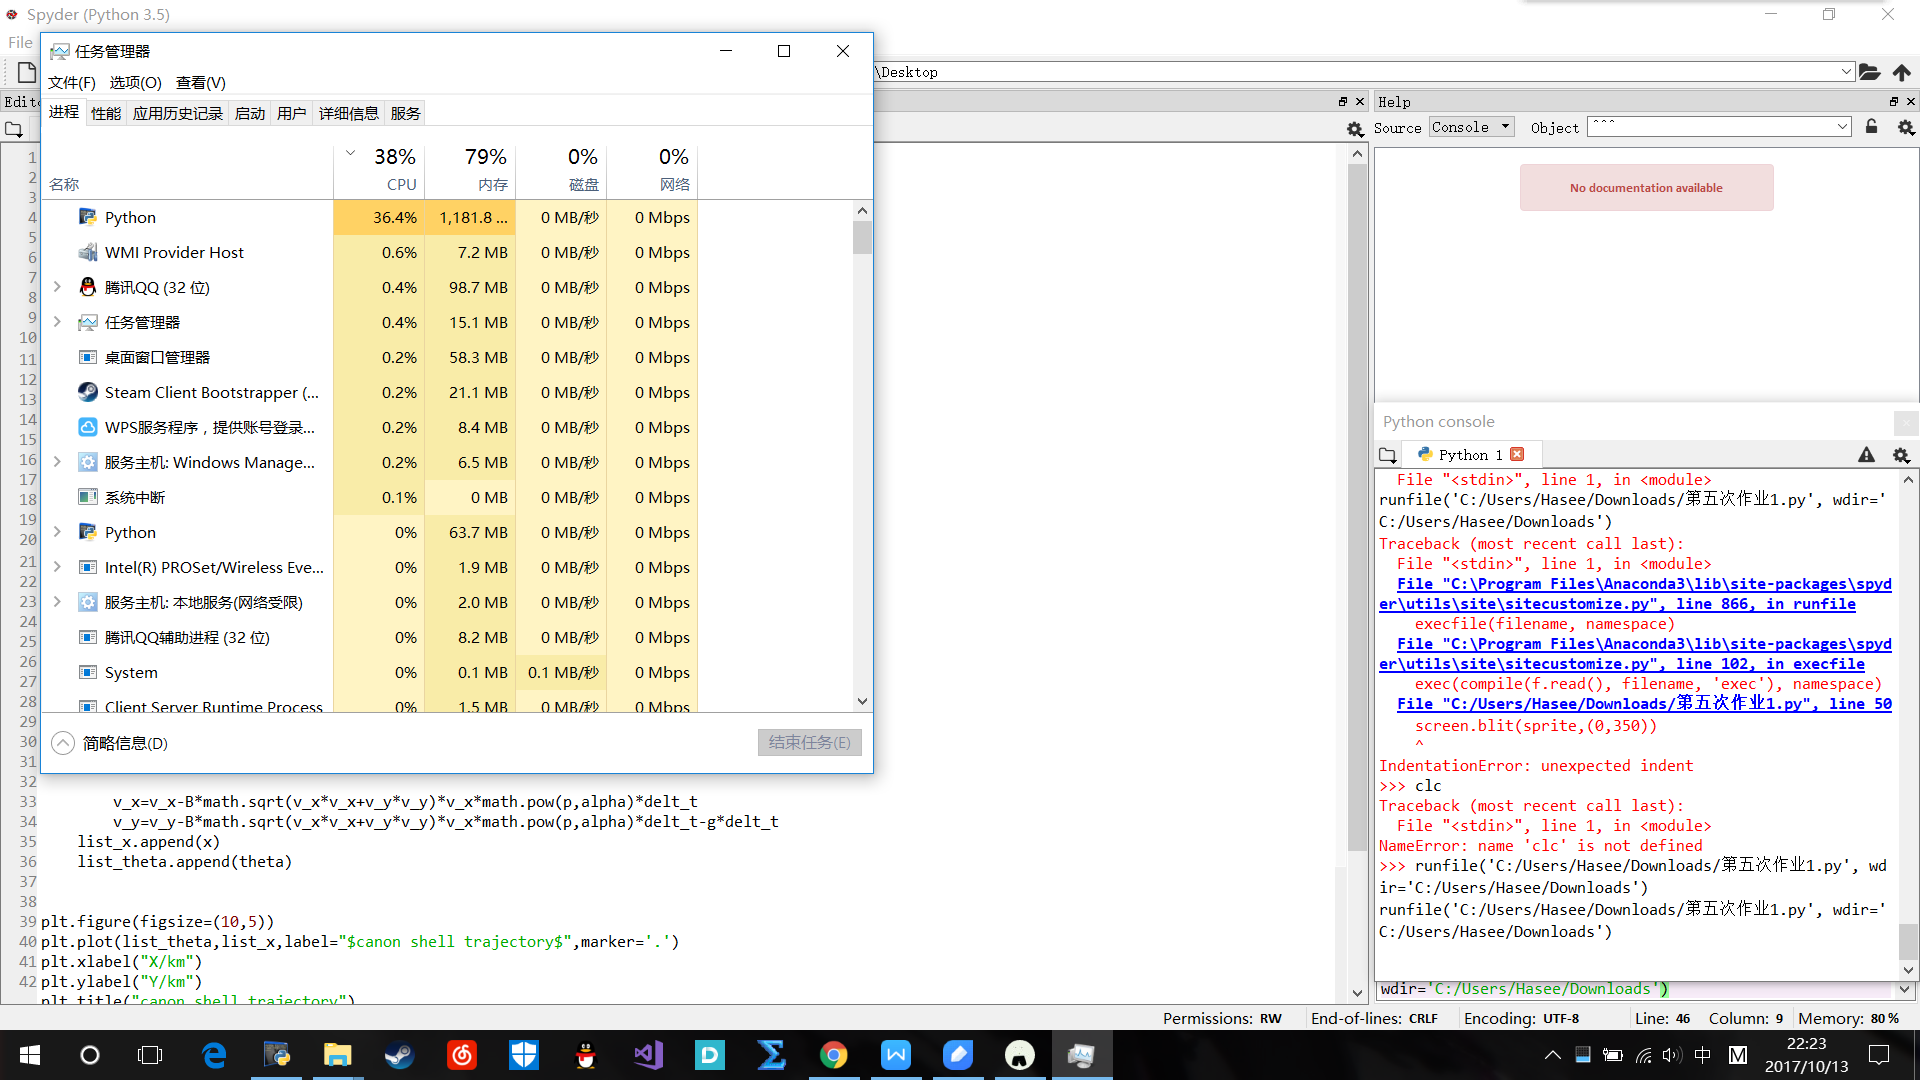 Spyder (Python 3.5)
File
\Desktop
任务管理器
文件(F) 选项(O) 查看(V)
进程 性能 应用历史记录 启动 用户 详细信息 服务
38% 79% 0% 0%
名称 CPU 内存 磁盘 网络
Python 36.4% 1,181.8 ... 0 MB/秒 0 Mbps
WMI Provider Host 0.6% 7.2 MB 0 MB/秒 0 Mbps
腾讯QQ (32 位) 0.4% 98.7 MB 0 MB/秒 0 Mbps
任务管理器 0.4% 15.1 MB 0 MB/秒 0 Mbps
桌面窗口管理器 0.2% 58.3 MB 0 MB/秒 0 Mbps
Steam Client Bootstrapper (... 0.2% 21.1 MB 0 MB/秒 0 Mbps
WPS服务程序，提供账号登录... 0.2% 8.4 MB 0 MB/秒 0 Mbps
服务主机: Windows Manage... 0.2% 6.5 MB 0 MB/秒 0 Mbps
系统中断 0.1% 0 MB 0 MB/秒 0 Mbps
Python 0% 63.7 MB 0 MB/秒 0 Mbps
Intel(R) PROSet/Wireless Eve... 0% 1.9 MB 0 MB/秒 0 Mbps
服务主机: 本地服务(网络受限) 0% 2.0 MB 0 MB/秒 0 Mbps
腾讯QQ辅助进程 (32 位) 0% 8.2 MB 0 MB/秒 0 Mbps
System 0% 0.1 MB 0.1 MB/秒 0 Mbps
Client Server Runtime Process 0% 1.5 MB 0 MB/秒 0 Mbps
简略信息(D) 结束任务(E)
1
2
3
4
5
6
7
8
9
10
11
12
13
14
15
16
17
18
19
20
21
22
23
24
25
26
27
28
29
30
31
32
33 v_x=v_x-B*math.sqrt(v_x*v_x+v_y*v_y)*v_x*math.pow(p,alpha)*delt_t
34 v_y=v_y-B*math.sqrt(v_x*v_x+v_y*v_y)*v_x*math.pow(p,alpha)*delt_t-g*delt_t
35 list_x.append(x)
36 list_theta.append(theta)
37
38
39 plt.figure(figsize=(10,5))
40 plt.plot(list_theta,list_x,label="$canon shell trajectory$",marker='.')
41 plt.xlabel("X/km")
42 plt.ylabel("Y/km")
plt.title("canon shell trajectory")
Help
Source Console Object ^^^
No documentation available
Python console
Python 1
File "<stdin>", line 1, in <module>
runfile('C:/Users/Hasee/Downloads/第五次作业1.py', wdir='
C:/Users/Hasee/Downloads')
Traceback (most recent call last):
File "<stdin>", line 1, in <module>
File "C:\Program Files\Anaconda3\lib\site-packages\spyd
er\utils\site\sitecustomize.py", line 866, in runfile
execfile(filename, namespace)
File "C:\Program Files\Anaconda3\lib\site-packages\spyd
er\utils\site\sitecustomize.py", line 102, in execfile
exec(compile(f.read(), filename, 'exec'), namespace)
File "C:/Users/Hasee/Downloads/第五次作业1.py", line 50
screen.blit(sprite,(0,350))
^
IndentationError: unexpected indent
>>> clc
Traceback (most recent call last):
File "<stdin>", line 1, in <module>
NameError: name 'clc' is not defined
>>> runfile('C:/Users/Hasee/Downloads/第五次作业1.py', wd
ir='C:/Users/Hasee/Downloads')
runfile('C:/Users/Hasee/Downloads/第五次作业1.py', wdir='
C:/Users/Hasee/Downloads')
wdir='C:/Users/Hasee/Downloads')
Permissions: RW End-of-lines: CRLF Encoding: UTF-8 Line: 46 Column: 9 Memory: 80 %
中 M 22:23
2017/10/13